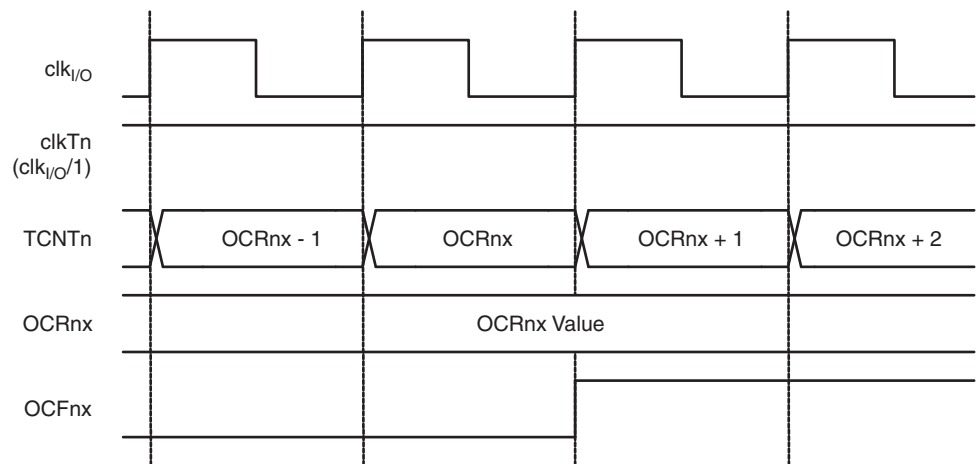 clkI/O
clkTn
(clkI/O/1)
TCNTn
OCRnx - 1
OCRnx
OCRnx + 1
OCRnx + 2
OCRnx
OCRnx Value
OCFnx